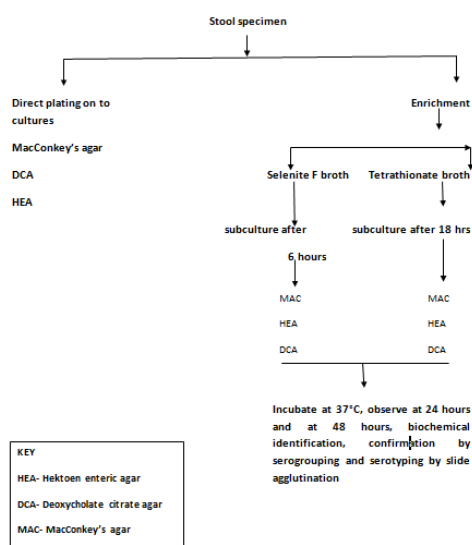 Stool specimen
Direct plating on to
cultures
MacConkey's agar
DCA
HEA
Enrichment
Selenite F broth
Tetrathionate broth
subculture after
6 hours
subculture after 18 hrs
MAC
HEA
DCA
MAC
HEA
DCA
Incubate at 37°C, observe at 24 hours
and at 48 hours, biochemical
identification, confirmation by
serogrouping and serotyping by slide
agglutination
KEY
HEA- Hektoen enteric agar
DCA- Deoxycholate citrate agar
MAC- MacConkey's agar